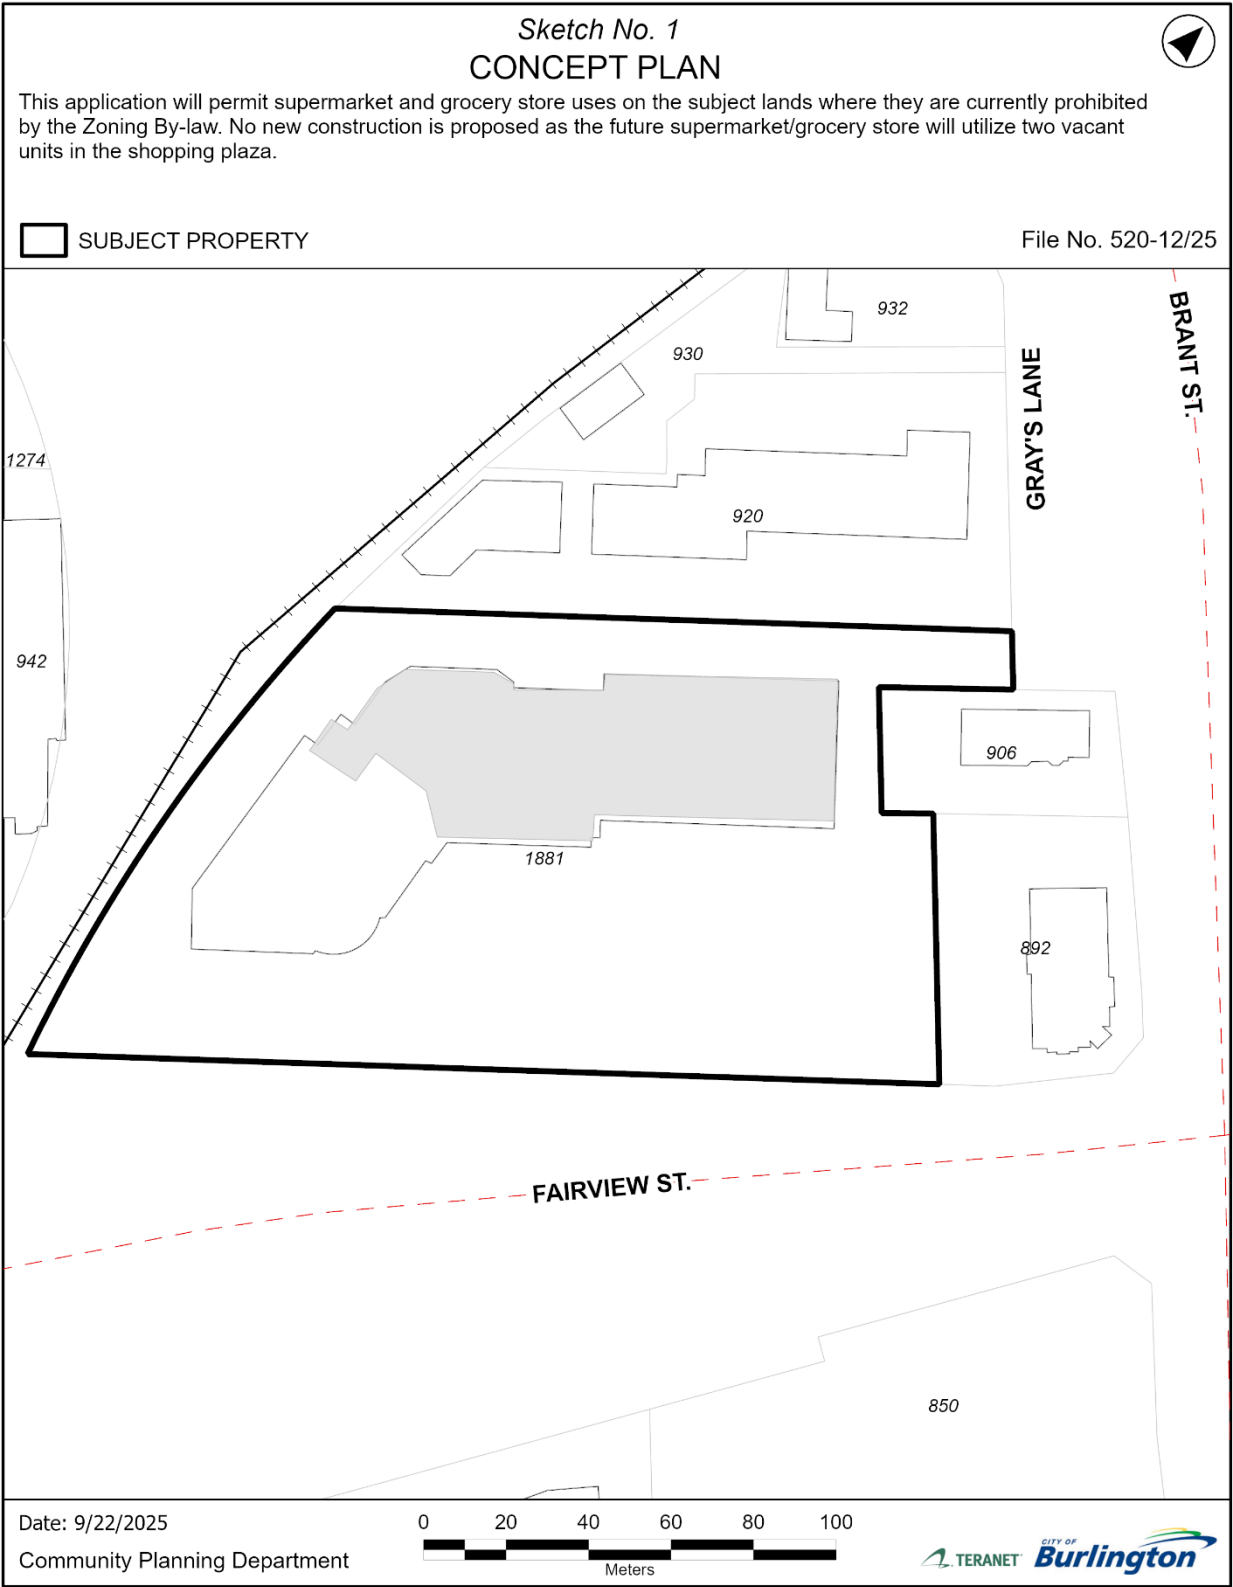 Sketch No. 1
CONCEPT PLAN
This application will permit supermarket and grocery store uses on the subject lands where they are currently prohibited
by the Zoning By-law. No new construction is proposed as the future supermarket/grocery store will utilize two vacant
units in the shopping plaza.
SUBJECT PROPERTY
File No. 520-12/25
932
BRANT ST.
930
GRAY'S LANE
1274
920
942
906
1881
892
FAIRVIEW ST.
850
Date: 9/22/2025
Community Planning Department
0 20 40 60 80 100
Meters
TERANET
CITY OF
Burlington